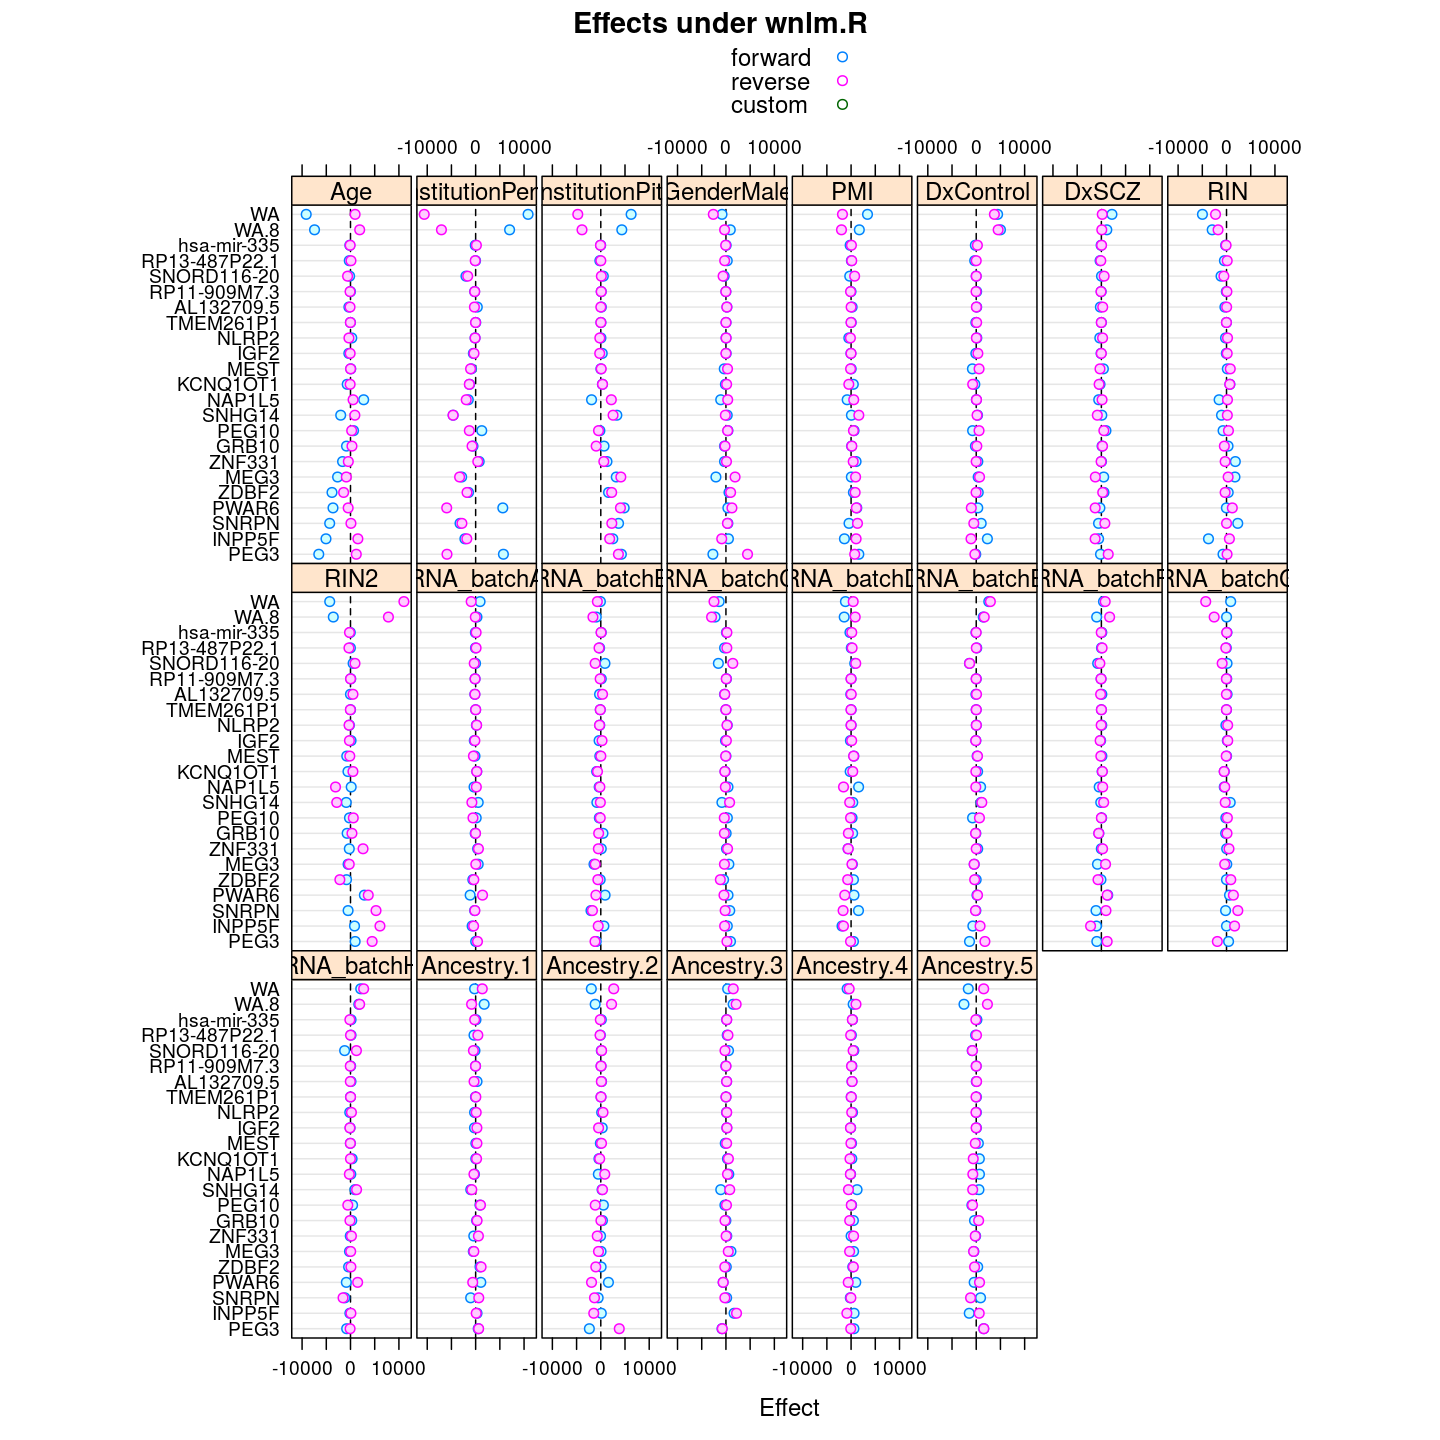 Effects under wnlm.R
forward
reverse
custom
-10000 0 10000 -10000 0 10000 -10000 0 10000 -10000 0 10000
Age stitutionPen nstitutionPit GenderMale PMI DxControl DxSCZ RIN
WA
WA.8
hsa-mir-335
RP13-487P22.1
SNORD116-20
RP11-909M7.3
AL132709.5
TMEM261P1
NLRP2
IGF2
MEST
KCNQ1OT1
NAP1L5
SNHG14
PEG10
GRB10
ZNF331
MEG3
ZDBF2
PWAR6
SNRPN
INPP5F
PEG3
RIN2 RNA_batchA RNA_batchB RNA_batchC RNA_batchD RNA_batchE RNA_batchF RNA_batchG
WA
WA.8
hsa-mir-335
RP13-487P22.1
SNORD116-20
RP11-909M7.3
AL132709.5
TMEM261P1
NLRP2
IGF2
MEST
KCNQ1OT1
NAP1L5
SNHG14
PEG10
GRB10
ZNF331
MEG3
ZDBF2
PWAR6
SNRPN
INPP5F
PEG3
RNA_batchH Ancestry.1 Ancestry.2 Ancestry.3 Ancestry.4 Ancestry.5
WA
WA.8
hsa-mir-335
RP13-487P22.1
SNORD116-20
RP11-909M7.3
AL132709.5
TMEM261P1
NLRP2
IGF2
MEST
KCNQ1OT1
NAP1L5
SNHG14
PEG10
GRB10
ZNF331
MEG3
ZDBF2
PWAR6
SNRPN
INPP5F
PEG3
-10000 0 10000 -10000 0 10000 -10000 0 10000
Effect